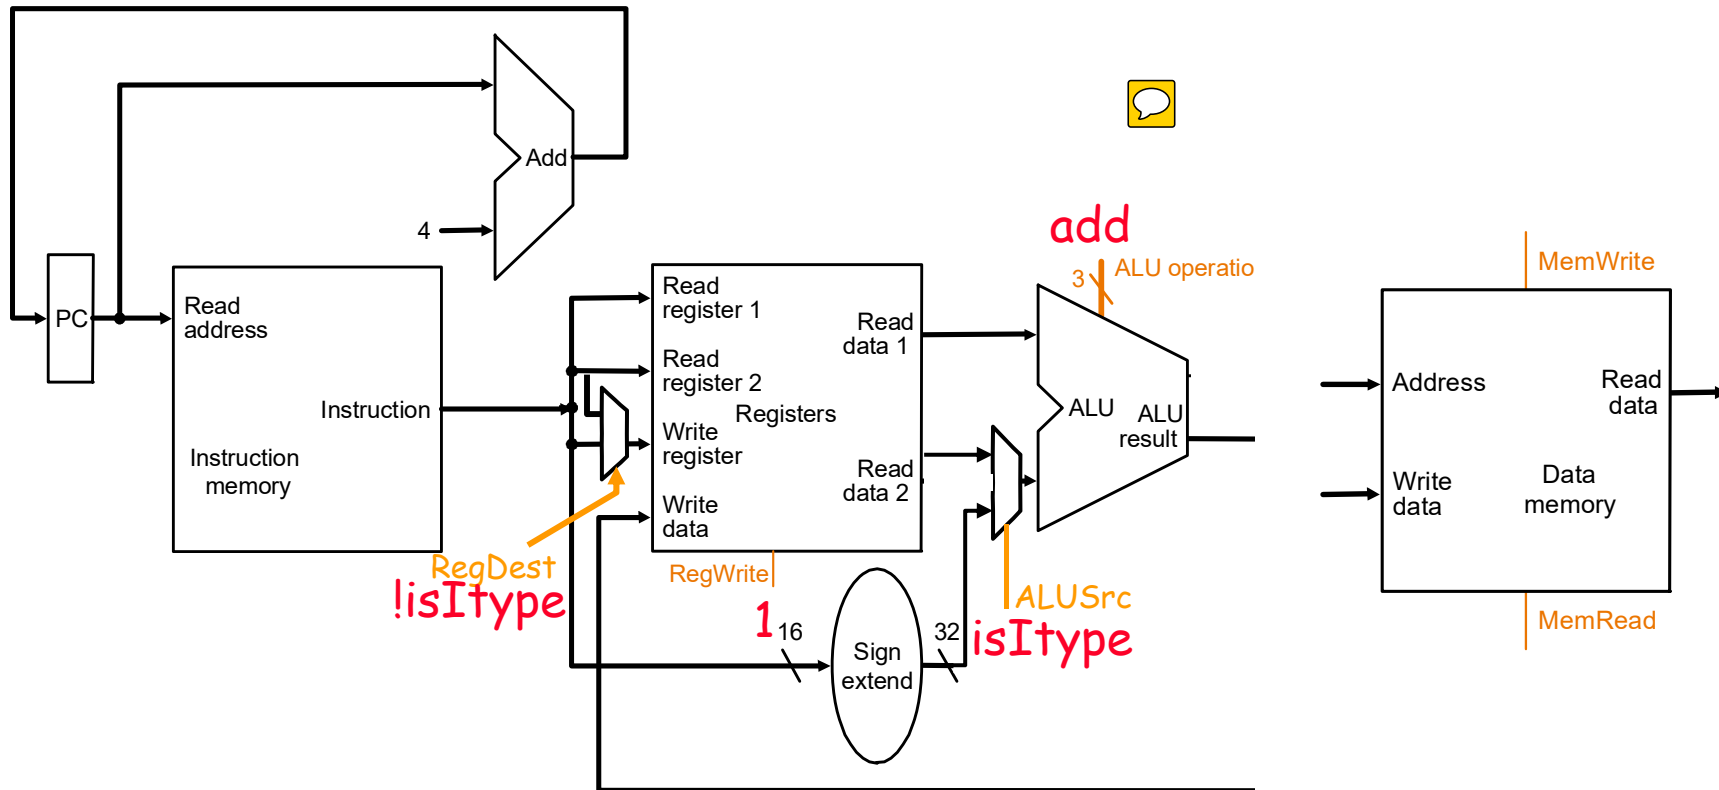 Add
4
add
ALU operatio
3
MemWrite
PC
Read
address
Instruction
Instruction
memory
Read
register 1
Read
register 2
Registers
Write
register
Write
data
Read
data 1
Read
data 2
RegDest
!isItype
RegWrite
1
16
Sign
extend
32
ALUSrc
isItype
ALU
ALU
result
Address
Read
data
Write
data
Data
memory
MemRead